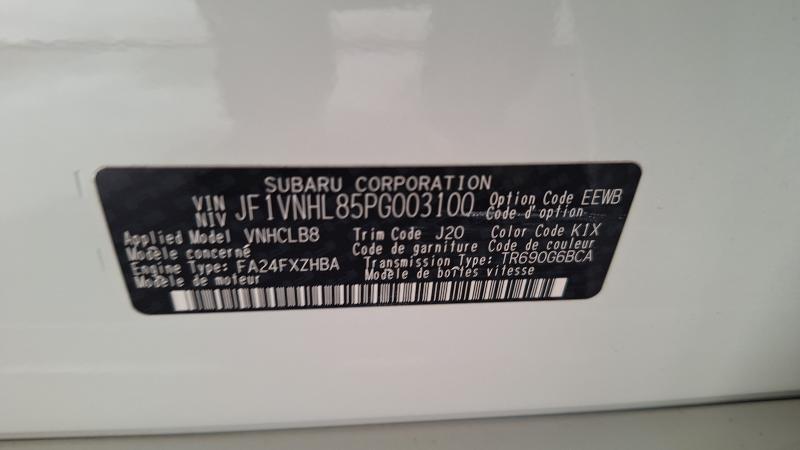 SUBARU CORPORATION
VIN JF1VNHL85PG003100 Option Code EEWB
NIV Code d'option
Applied Model VNHCLB8 Trim Code J20 Color Code K1X
Modèle concerné Code de garniture Code de couleur
Engine Type: FA24FXZHBA Transmission Type: TR690G6BCA
Modèle de moteur Modèle de boîtes vitesse